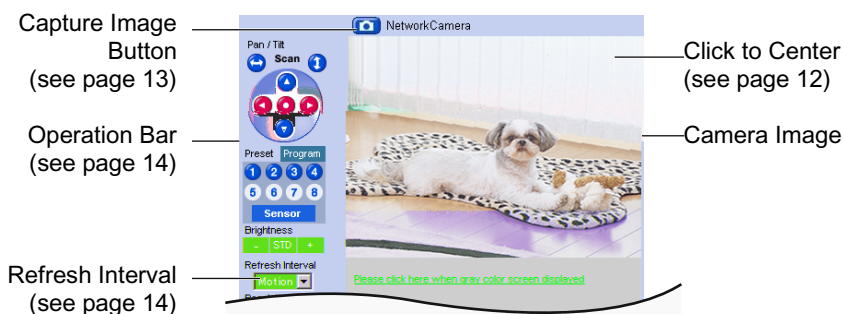 Capture Image
Button
(see page 13)
Operation Bar
(see page 14)
Refresh Interval
(see page 14)
NetworkCamera
Pan / Tilt
Scan
Preset Program
1 2 3 4
5 6 7 8
Sensor
Brightness
- STD +
Refresh Interval
Motion
Please click here when gray color screen displayed
Click to Center
(see page 12)
Camera Image